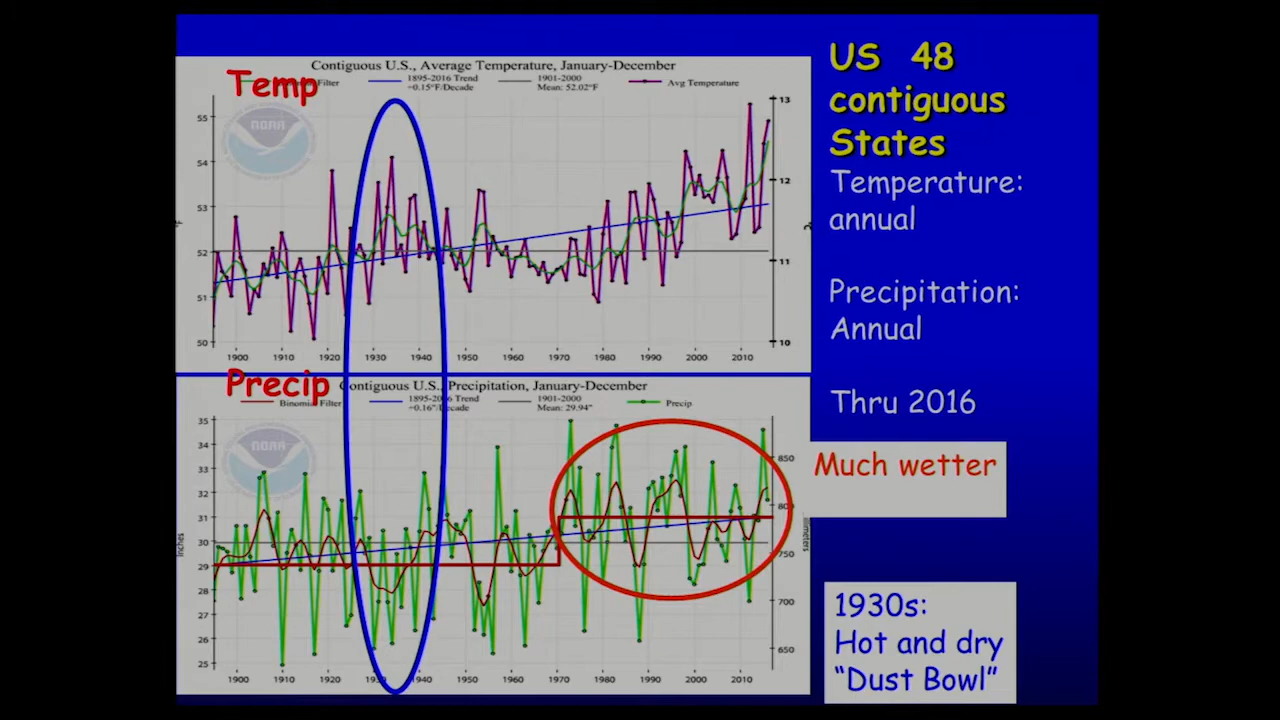 Contiguous U.S., Average Temperature, January-December
Temp
Filter
1895-2016 Trend
+0.15°F/Decade
1901-2000
Mean: 52.02°F
Avg Temperature
NOAA
55
54
53
52
51
50
°F
13
12
11
10
1900 1910 1920 1930 1940 1950 1960 1970 1980 1990 2000 2010
Precip
Contiguous U.S., Precipitation, January-December
Binomial Filter
1895-2016 Trend
+0.16"/Decade
1901-2000
Mean: 29.94"
Precip
NOAA
35
34
33
32
31
30
29
28
27
26
25
Inches
850
800
750
700
650
1900 1910 1920 1930 1940 1950 1960 1970 1980 1990 2000 2010
US 48
contiguous
States
Temperature:
annual
Precipitation:
Annual
Thru 2016
Much wetter
1930s:
Hot and dry
“Dust Bowl”